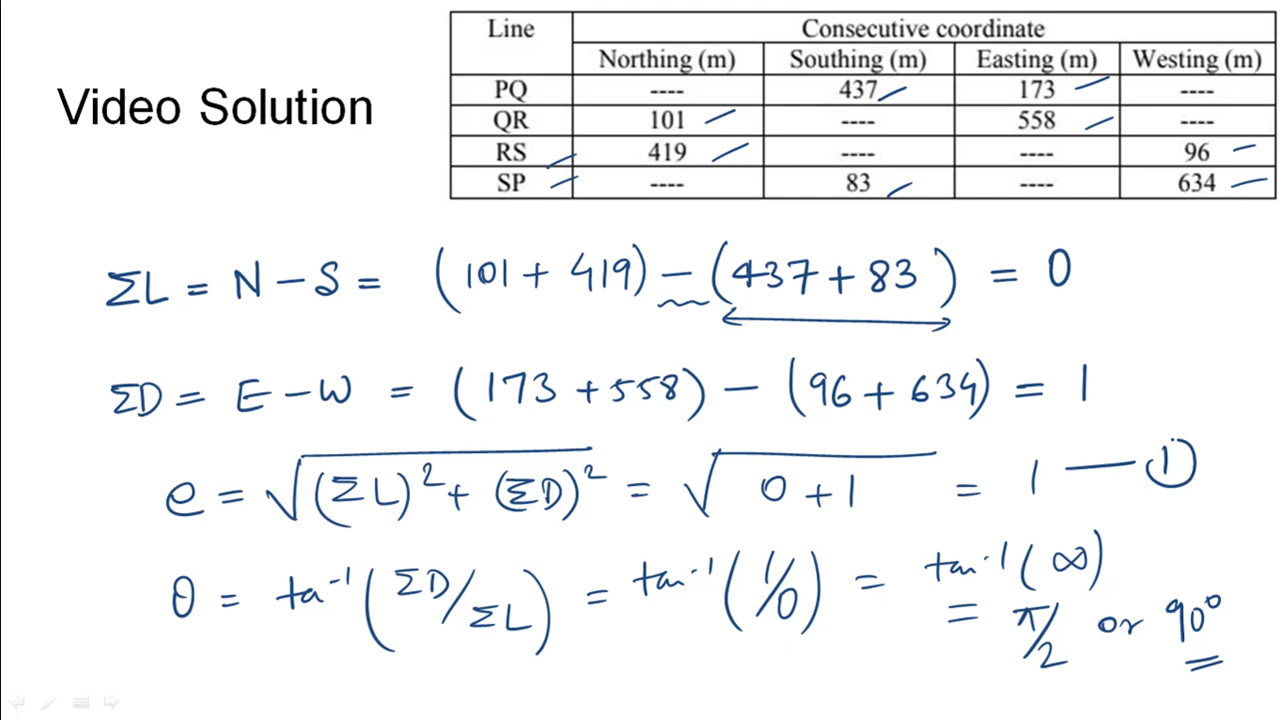 Video Solution
Line Consecutive coordinate
Northing (m) Southing (m) Easting (m) Westing (m)
PQ ---- 437 173 ----
QR 101 ---- 558 ----
RS 419 ---- ---- 96
SP ---- 83 ---- 634
ΣL = N - S = (101 + 419) - (437 + 83) = 0
ΣD = E - W = (173 + 558) - (96 + 634) = 1
e = √(ΣL)² + (ΣD)² = √0 + 1 = 1 — ①
θ = ta⁻¹(ΣD/ΣL) = tan⁻¹(1/0) = tan⁻¹(∞)
= π/2 or 90°